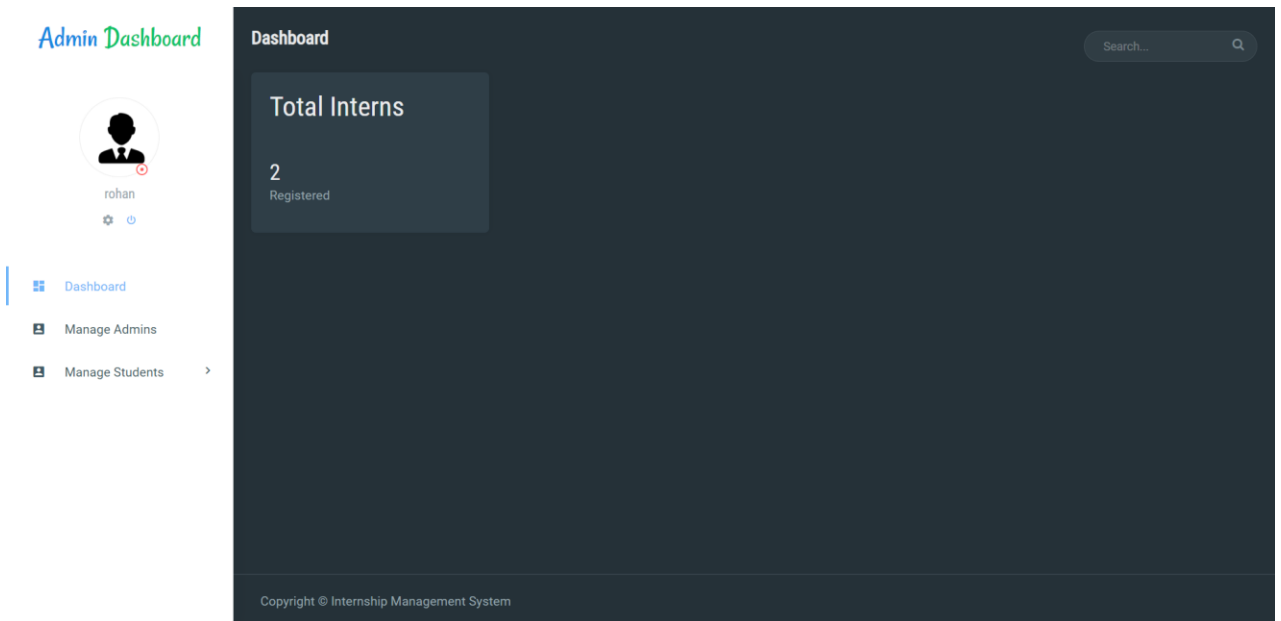 Admin Dashboard
rohan
Dashboard
Manage Admins
Manage Students
Dashboard
Search...
Total Interns
2
Registered
Copyright © Internship Management System